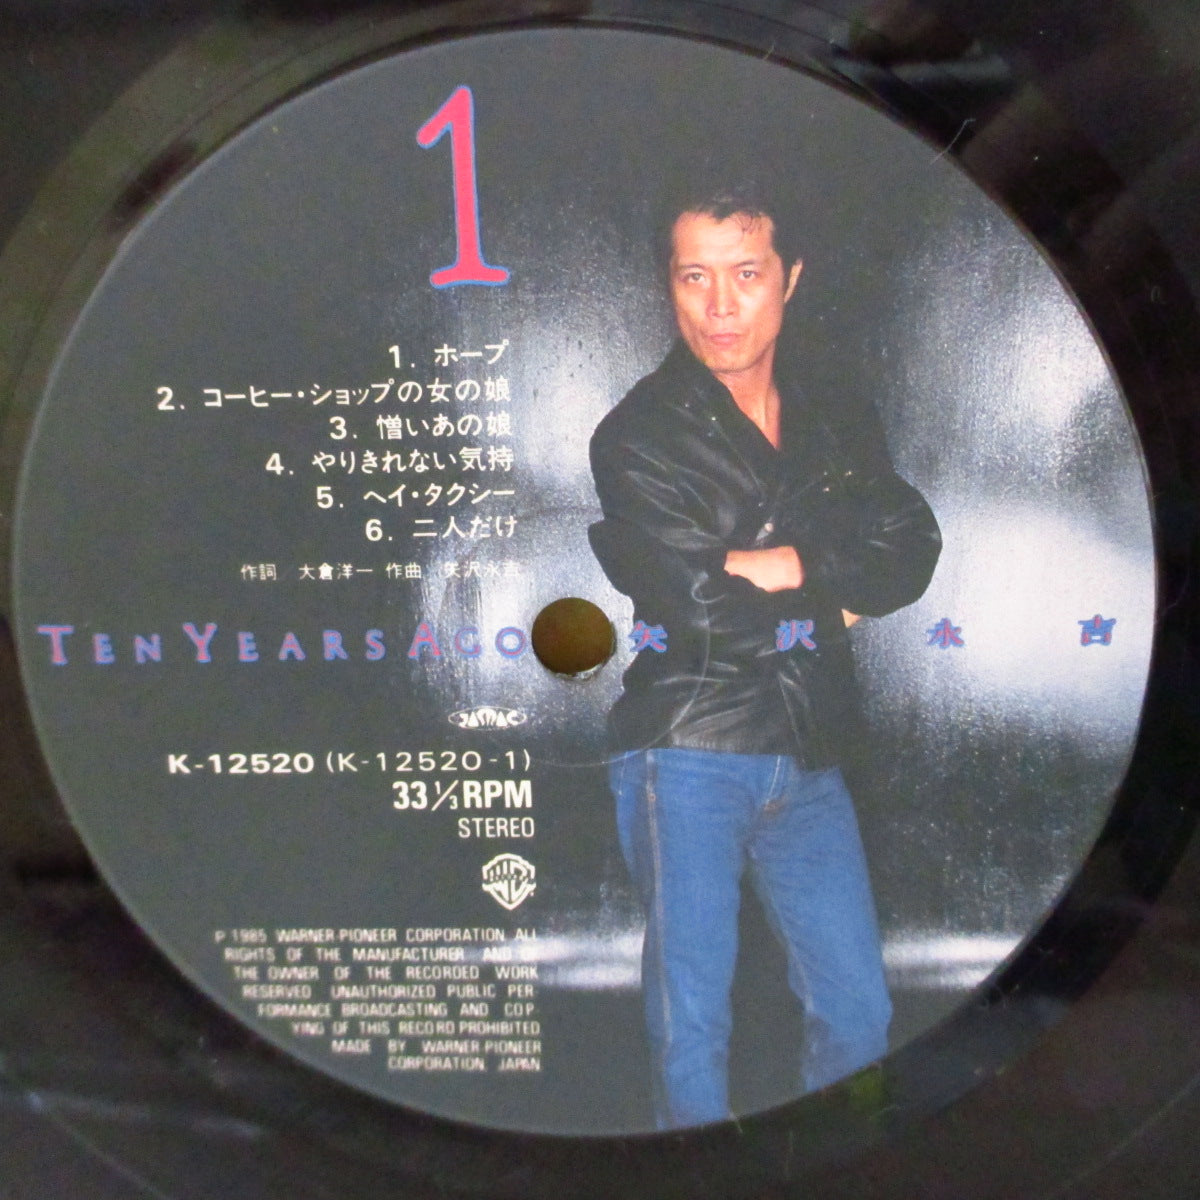 1
1. ホープ
2. コーヒー・ショップの女の娘
3. 憎いあの娘
4. やりきれない気持
5. ヘイ・タクシー
6. 二人だけ
作詞 大倉洋一 作曲 矢沢永吉
TEN YEARS AGO 矢沢永吉
JASRAC
K-12520 (K-12520-1)
33 1/3 RPM
STEREO
WB
P 1985 WARNER-PIONEER CORPORATION ALL
RIGHTS OF THE MANUFACTURER AND OF
THE OWNER OF THE RECORDED WORK
RESERVED UNAUTHORIZED PUBLIC PER-
FORMANCE BROADCASTING AND COP-
YING OF THIS RECORD PROHIBITED
MADE BY WARNER-PIONEER
CORPORATION, JAPAN